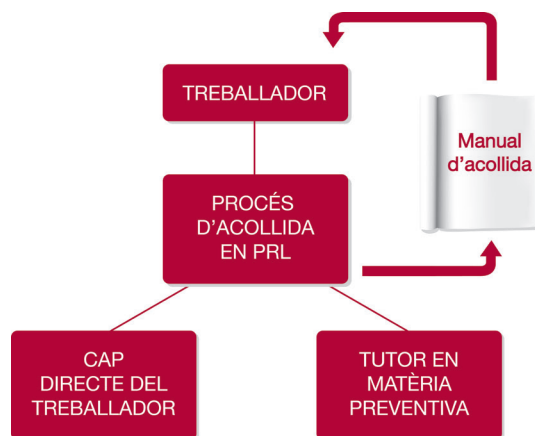 TREBALLADOR
Manual
d'acollida
PROCÉS
D'ACOLLIDA
EN PRL
CAP
DIRECTE DEL
TREBALLADOR
TUTOR EN
MATÈRIA
PREVENTIVA